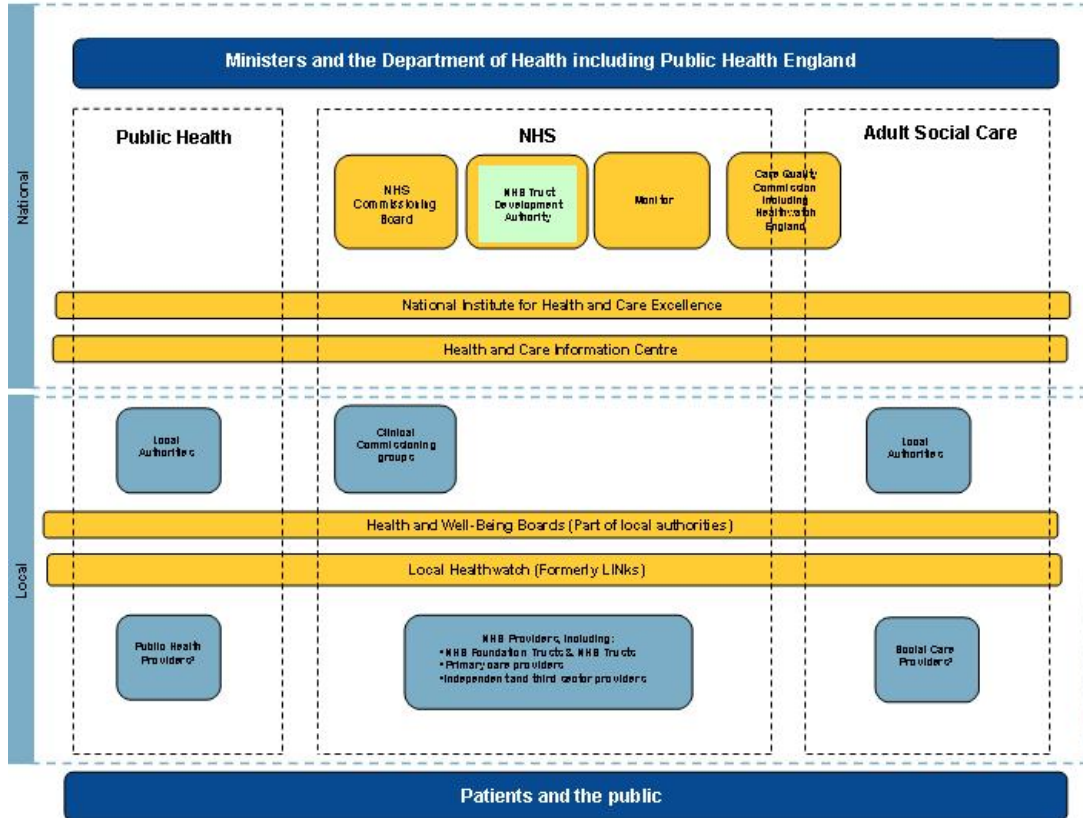 Ministers and the Department of Health including Public Health England
Public Health
NHS
Adult Social Care
National
NHS
Commissioning
Board
NHS Trust
Development
Authority
Monitor
Care Quality
Commission
including
Healthwatch
England
National Institute for Health and Care Excellence
Health and Care Information Centre
Local
Local
Authorities
Clinical
Commissioning
groups
Local
Authorities
Health and Well-Being Boards (Part of local authorities)
Local Healthwatch (Formerly LINks)
Public Health
Providers²
NHS Providers, including:
•NHS Foundation Trusts & NHS Trusts
•Primary care providers
•Independent and third sector providers
Social Care
Providers²
Patients and the public